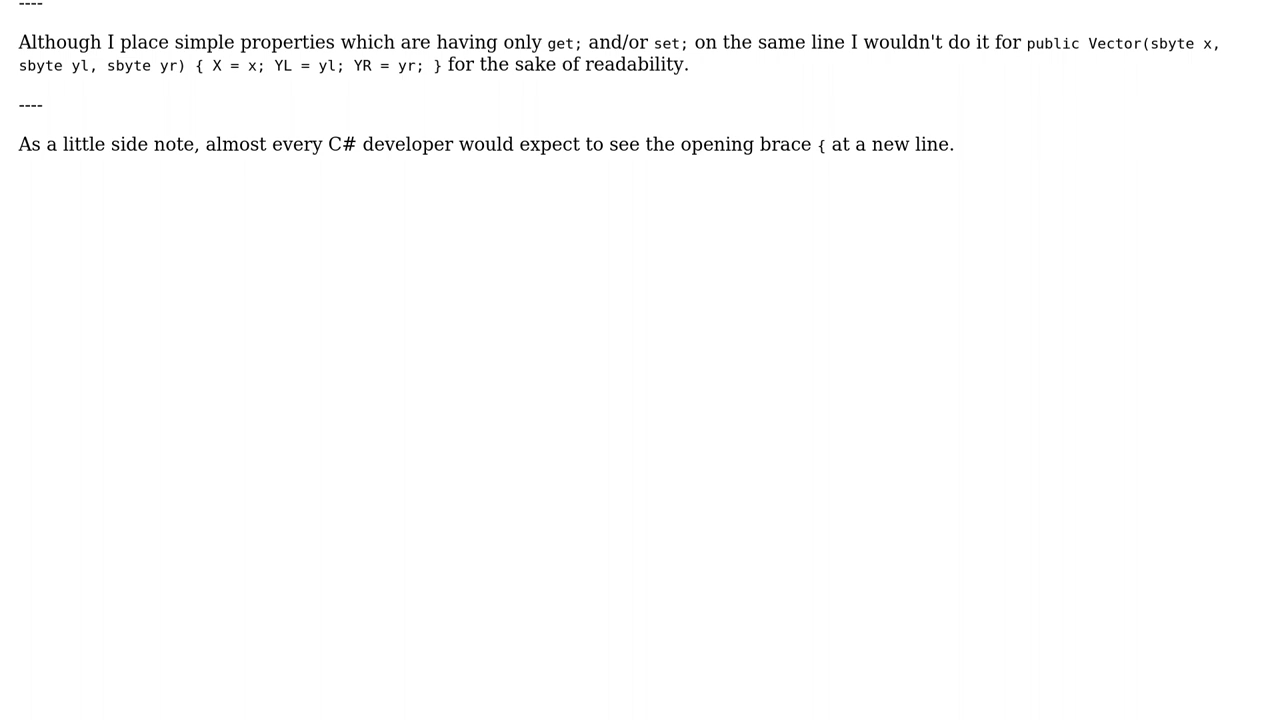 ----
Although I place simple properties which are having only get; and/or set; on the same line I wouldn't do it for public Vector(sbyte x,
sbyte yl, sbyte yr) { X = x; YL = yl; YR = yr; } for the sake of readability.
----
As a little side note, almost every C# developer would expect to see the opening brace { at a new line.